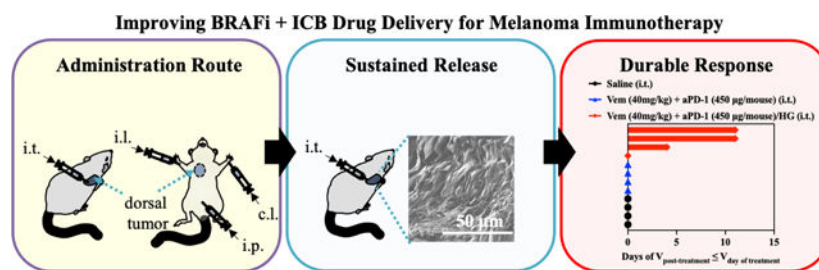 Improving BRAFi + ICB Drug Delivery for Melanoma Immunotherapy
Administration Route
i.t.
i.l.
dorsal
tumor
c.l.
i.p.
Sustained Release
i.t.
50 µm
Durable Response
Saline (i.t.)
Vem (40mg/kg) + aPD-1 (450 µg/mouse) (i.t.)
Vem (40mg/kg) + aPD-1 (450 µg/mouse)/HG (i.t.)
0 5 10 15
Days of Vpost-treatment ≤ Vday of treatment